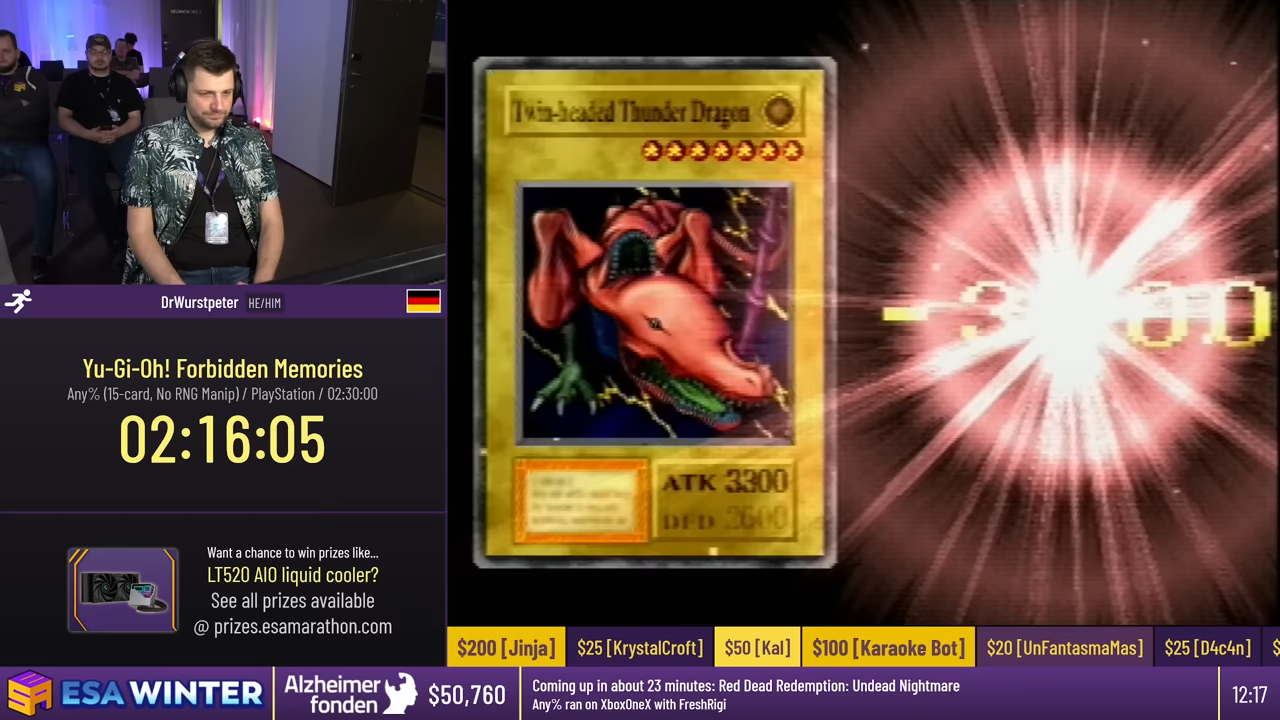 Twin-headed Thunder Dragon
ATK 3300
DFD 2600
DrWurstpeter HE/HIM
Yu-Gi-Oh! Forbidden Memories
Any% (15-card, No RNG Manip) / PlayStation / 02:30:00
02:16:05
Want a chance to win prizes like...
LT520 AIO liquid cooler?
See all prizes available
@ prizes.esamarathon.com
$200 [Jinja] $25 [KrystalCroft] $50 [Kal] $100 [Karaoke Bot] $20 [UnFantasmaMas] $25 [D4c4n] $
ESA WINTER
Alzheimer
fonden
$50,760
Coming up in about 23 minutes: Red Dead Redemption: Undead Nightmare
Any% ran on XboxOneX with FreshRigi
12:17